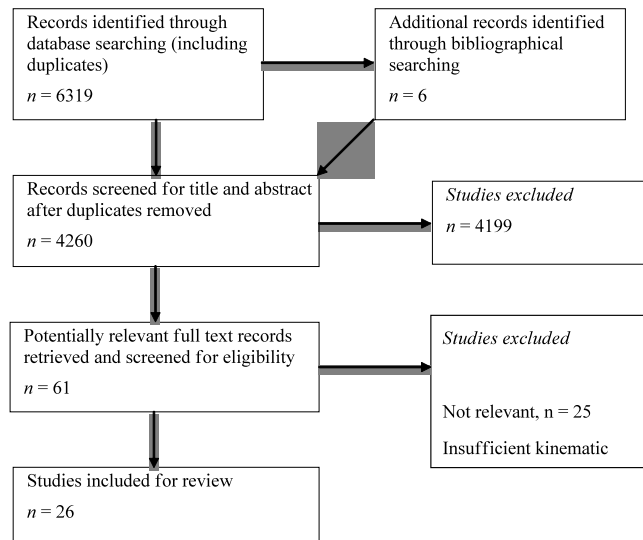 Records identified through
database searching (including
duplicates)
n = 6319
Additional records identified
through bibliographical
searching
n = 6
Records screened for title and abstract
after duplicates removed
n = 4260
Studies excluded
n = 4199
Potentially relevant full text records
retrieved and screened for eligibility
n = 61
Studies excluded
Not relevant, n = 25
Insufficient kinematic
Studies included for review
n = 26